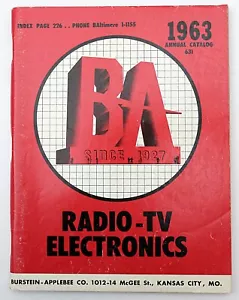 INDEX PAGE 226 .. PHONE BAltimore 1-1155
1963
ANNUAL CATALOG
631
BA
SINCE 1927
RADIO-TV
ELECTRONICS
BURSTEIN-APPLEBEE CO. 1012-14 McGEE St., KANSAS CITY, MO.